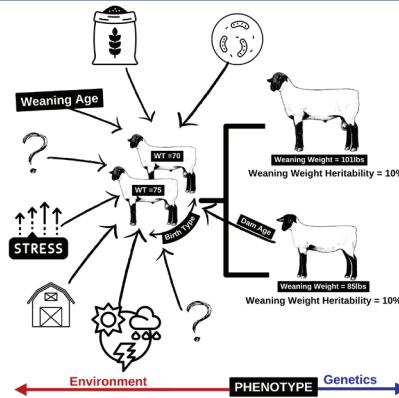 Weaning Age
?
WT =70
WT =75
STRESS
Birth Type
Dam Age
?
Weaning Weight = 101lbs
Weaning Weight Heritability = 10%
Weaning Weight = 85lbs
Weaning Weight Heritability = 10%
Environment
PHENOTYPE
Genetics